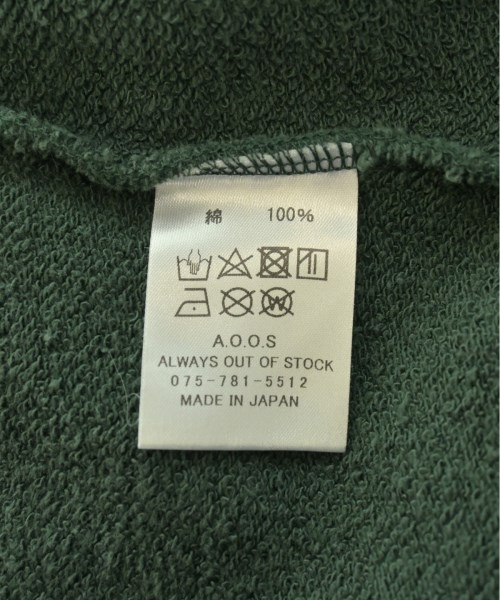 綿 100%
A.O.O.S
ALWAYS OUT OF STOCK
075-781-5512
MADE IN JAPAN